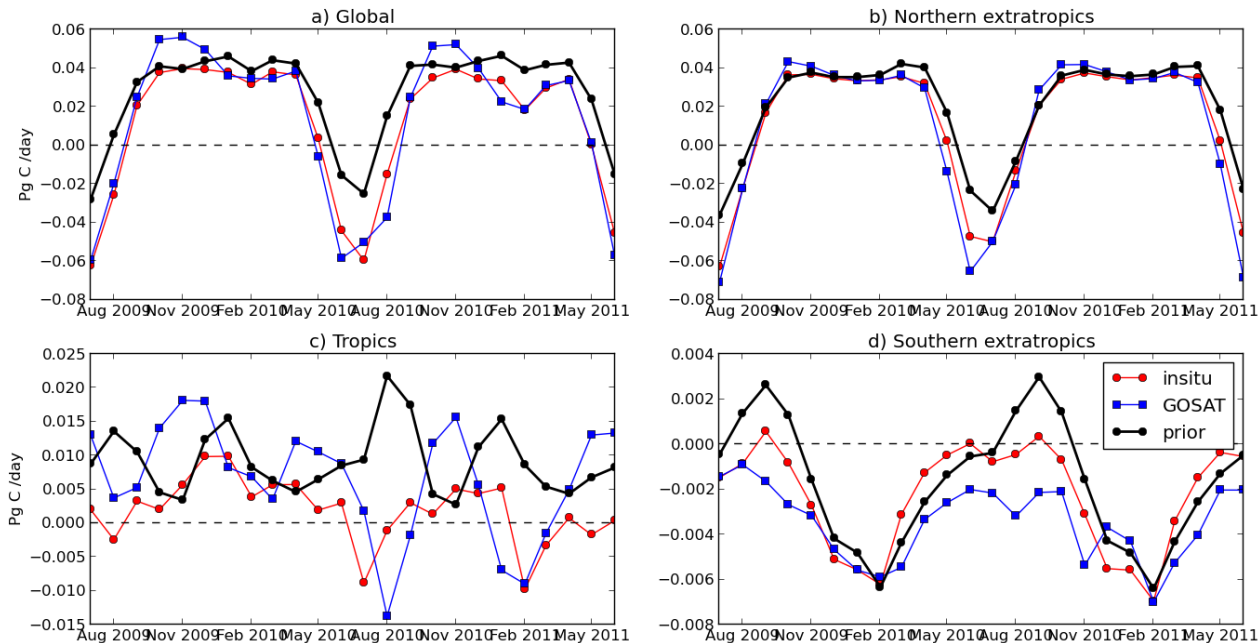 a) Global
0.06
0.04
0.02
0.00
−0.02
−0.04
−0.06
−0.08
Pg C /day
Aug 2009 Nov 2009 Feb 2010 May 2010 Aug 2010 Nov 2010 Feb 2011 May 2011
b) Northern extratropics
0.06
0.04
0.02
0.00
−0.02
−0.04
−0.06
−0.08
Aug 2009 Nov 2009 Feb 2010 May 2010 Aug 2010 Nov 2010 Feb 2011 May 2011
c) Tropics
0.025
0.020
0.015
0.010
0.005
0.000
−0.005
−0.010
−0.015
Pg C /day
Aug 2009 Nov 2009 Feb 2010 May 2010 Aug 2010 Nov 2010 Feb 2011 May 2011
d) Southern extratropics
0.004
0.002
0.000
−0.002
−0.004
−0.006
−0.008
insitu
GOSAT
prior
Aug 2009 Nov 2009 Feb 2010 May 2010 Aug 2010 Nov 2010 Feb 2011 May 2011